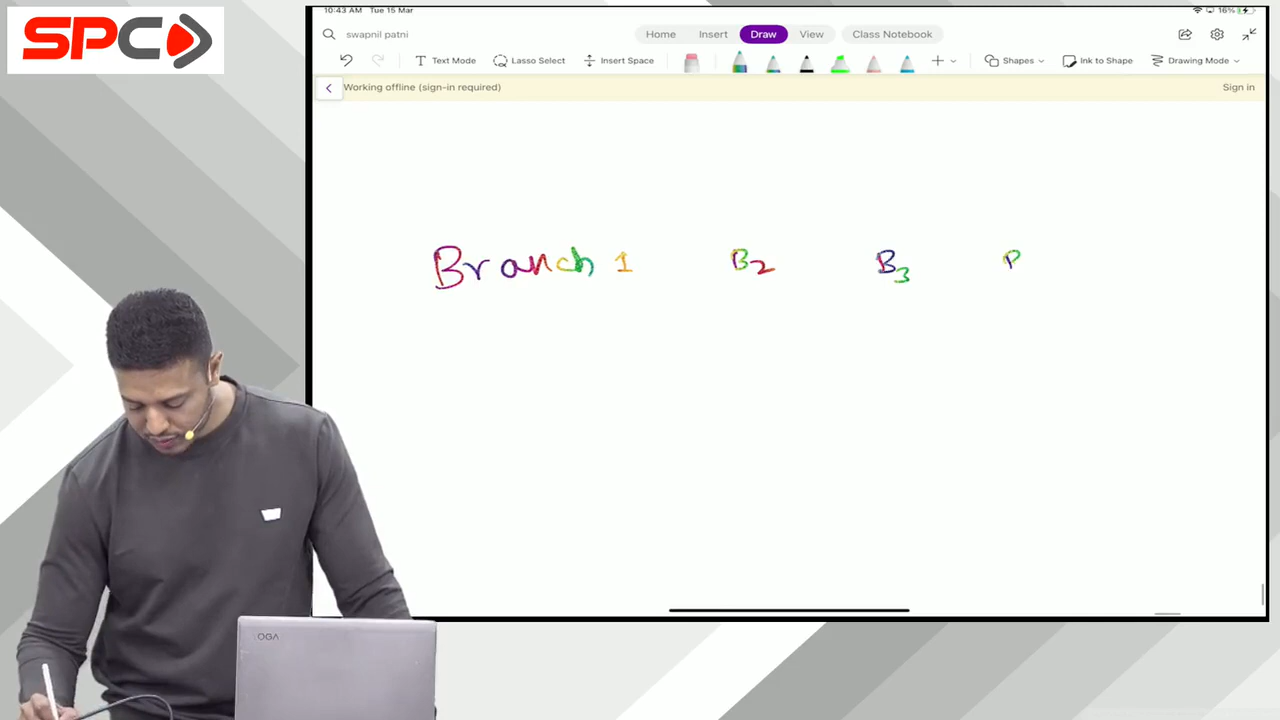 SPC
10:43 AM Tue 15 Mar
16%
swapnil patni
Home Insert Draw View Class Notebook
Text Mode Lasso Select Insert Space Shapes Ink to Shape Drawing Mode
Working offline (sign-in required) Sign in
Branch 1 B2 B3 P
OGA